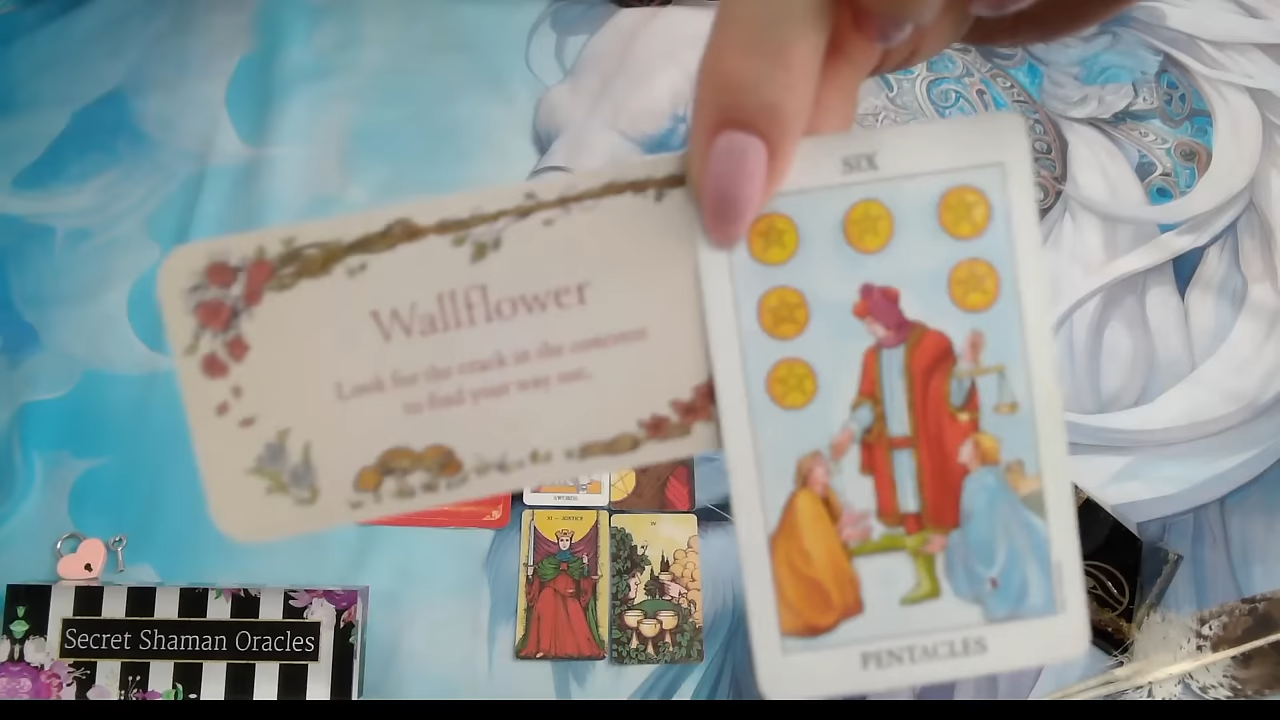 SIX
Wallflower
Look for the crack in the concrete
to find your way out.
SWORDS
XI — JUSTICE
IV
Secret Shaman Oracles
PENTACLES